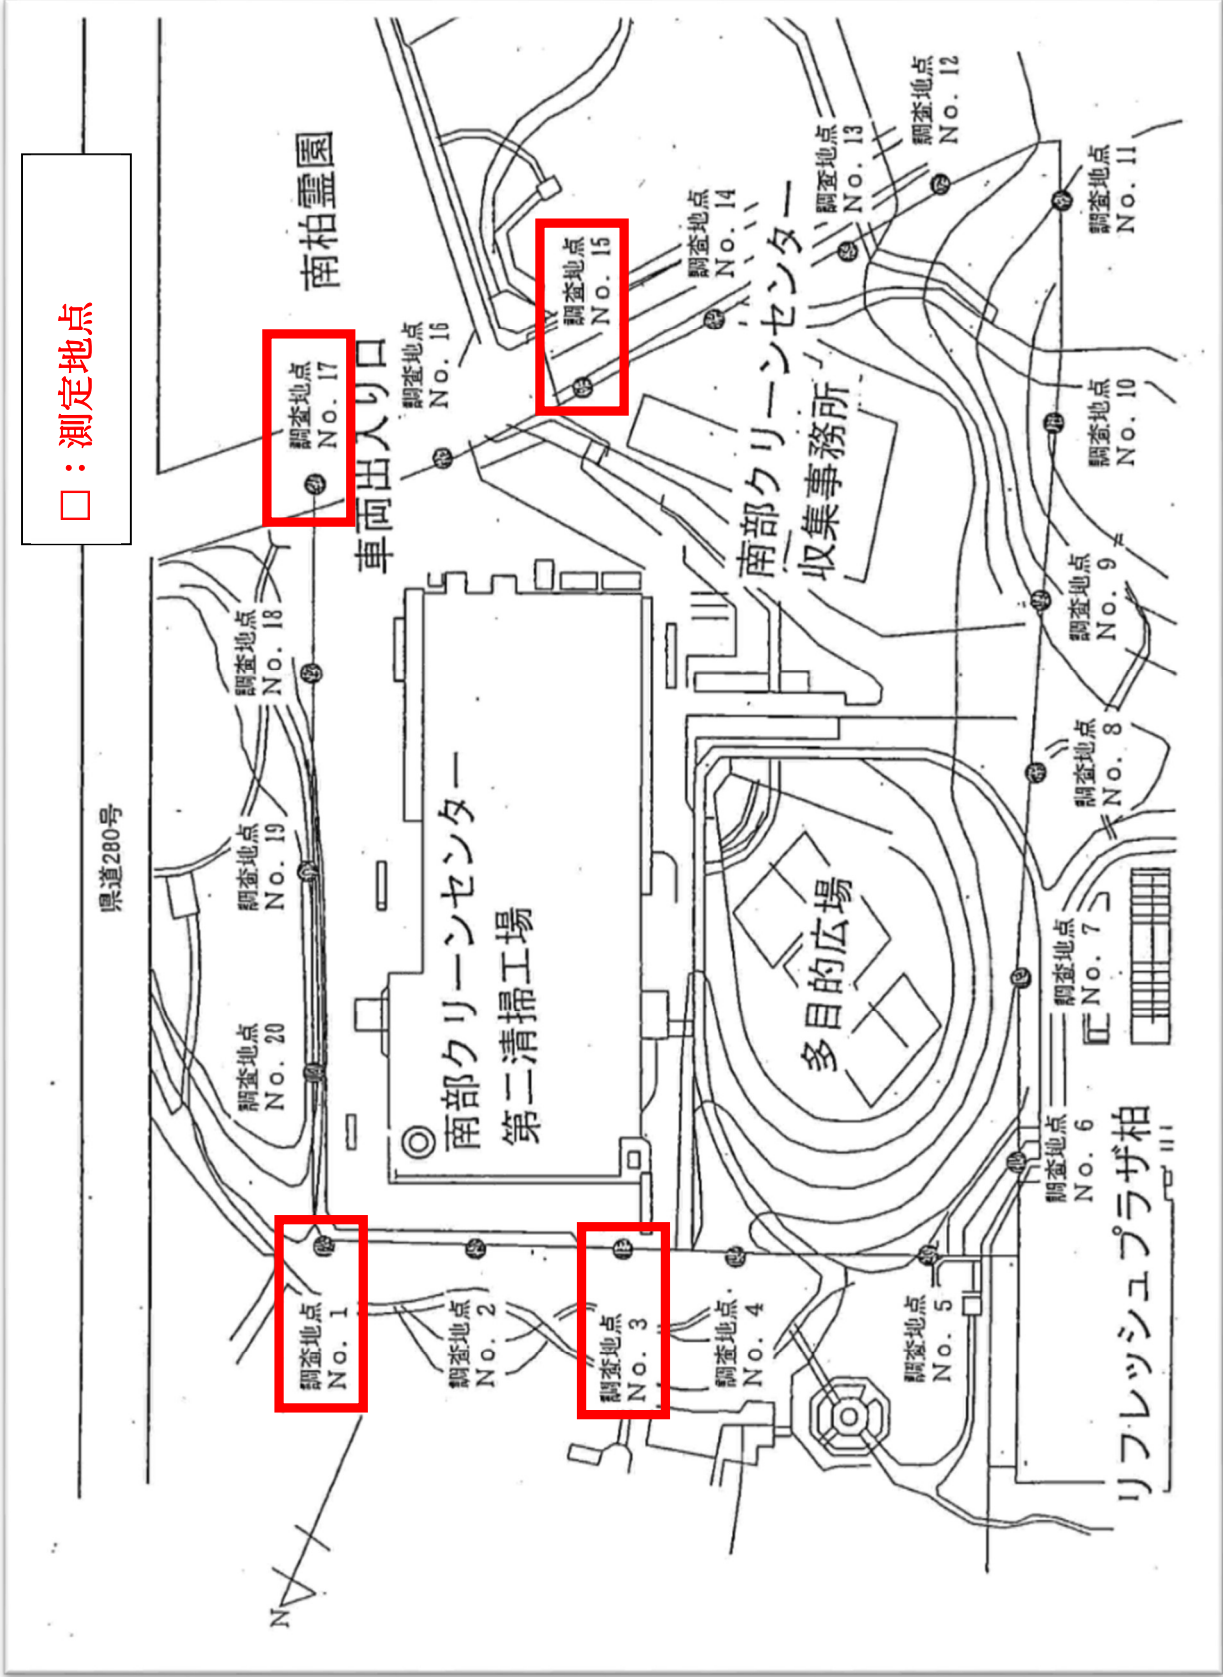 □:測定地点
県道280号
南柏霊園
車両出入り口
調査地点
No. 17
調査地点
No. 16
調査地点
No. 15
調査地点
No. 14
調査地点
No. 13
調査地点
No. 12
調査地点
No. 11
調査地点
No. 10
調査地点
No. 9
調査地点
No. 8
調査地点
No. 7
調査地点
No. 6
調査地点
No. 5
調査地点
No. 4
調査地点
No. 3
調査地点
No. 2
調査地点
No. 1
調査地点
No. 20
調査地点
No. 19
調査地点
No. 18
南部クリーンセンター
第二清掃工場
南部クリーンセンター
収集事務所
多目的広場
リフレッシュプラザ柏
N